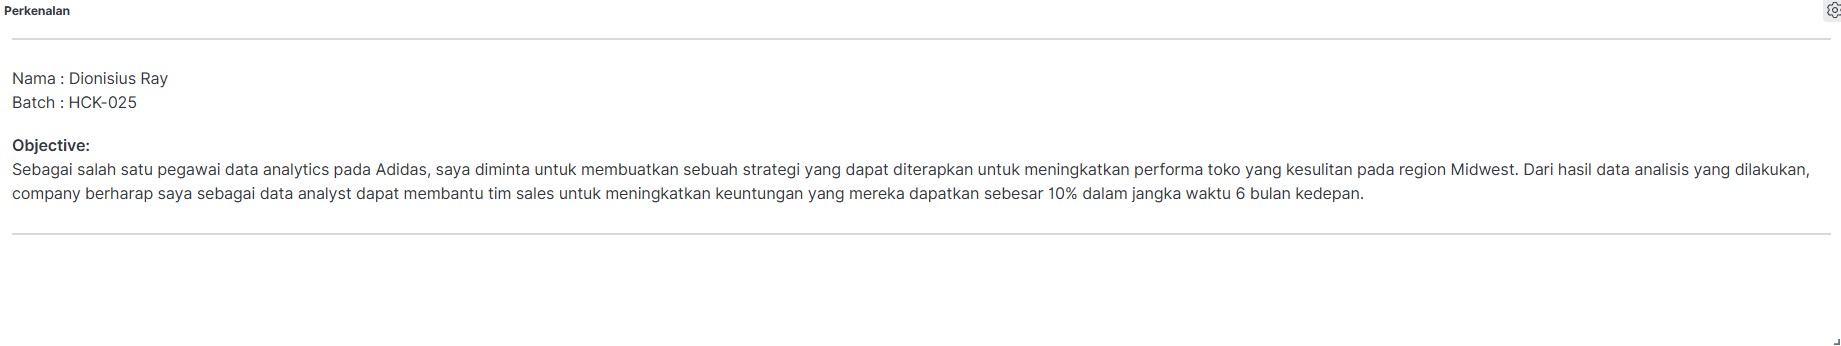 Perkenalan
Nama : Dionisius Ray
Batch : HCK-025
Objective:
Sebagai salah satu pegawai data analytics pada Adidas, saya diminta untuk membuatkan sebuah strategi yang dapat diterapkan untuk meningkatkan performa toko yang kesulitan pada region Midwest. Dari hasil data analisis yang dilakukan,
company berharap saya sebagai data analyst dapat membantu tim sales untuk meningkatkan keuntungan yang mereka dapatkan sebesar 10% dalam jangka waktu 6 bulan kedepan.